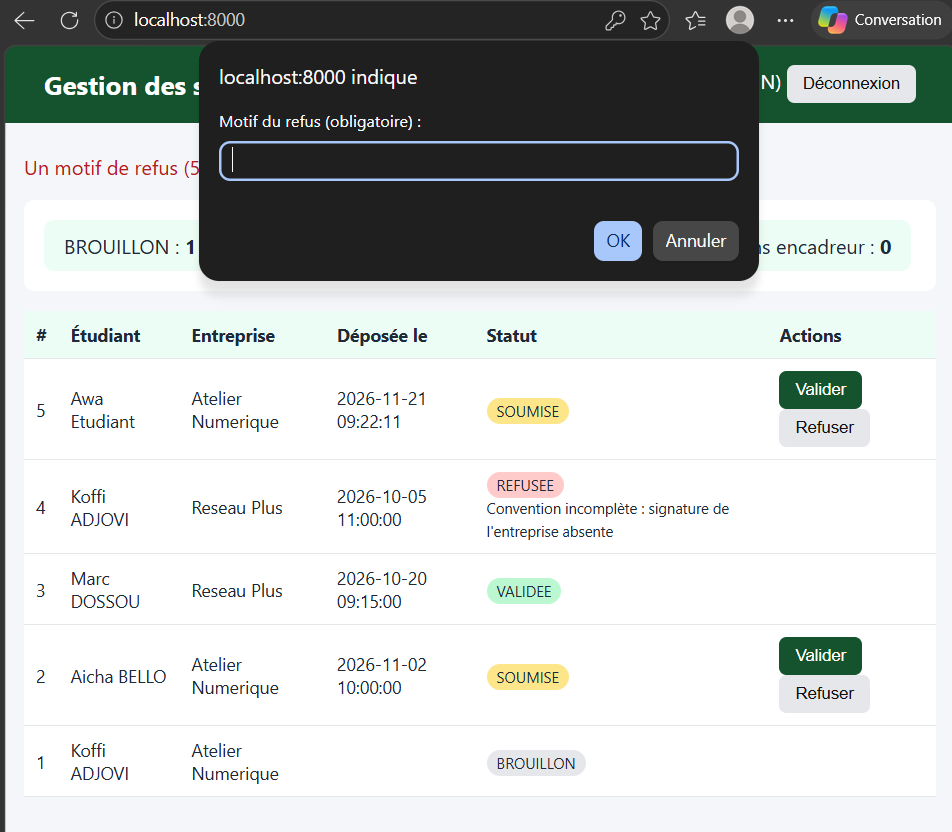 localhost:8000
Conversation
localhost:8000 indique
Motif du refus (obligatoire) :
OK
Annuler
Gestion des s
N)
Déconnexion
Un motif de refus (5
BROUILLON : 1
s encadreur : 0
# Étudiant Entreprise Déposée le Statut Actions
5
Awa
Etudiant
Atelier
Numerique
2026-11-21
09:22:11
SOUMISE
Valider
Refuser
4
Koffi
ADJOVI
Reseau Plus
2026-10-05
11:00:00
REFUSEE
Convention incomplète : signature de
l'entreprise absente
3
Marc
DOSSOU
Reseau Plus
2026-10-20
09:15:00
VALIDEE
2
Aicha BELLO
Atelier
Numerique
2026-11-02
10:00:00
SOUMISE
Valider
Refuser
1
Koffi
ADJOVI
Atelier
Numerique
BROUILLON